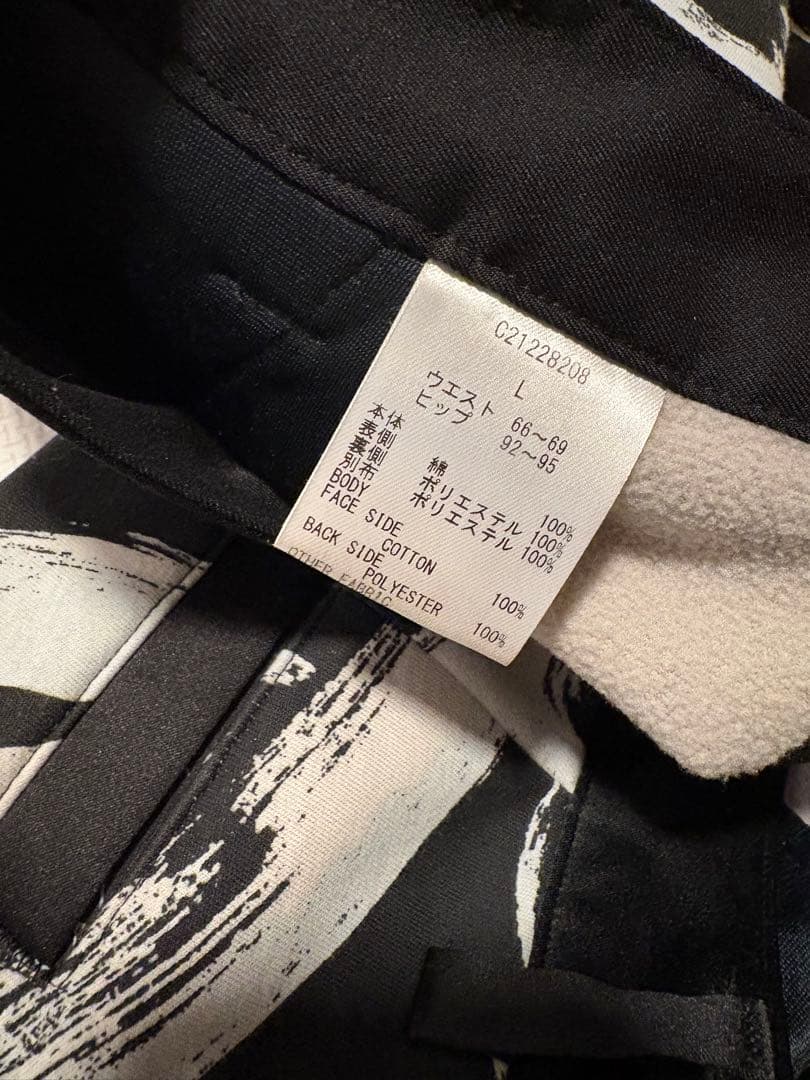 C21228208
L
ウエスト 66～69
ヒップ 92～95
本体
表側 綿 100%
裏側 ポリエステル 100%
別布 ポリエステル 100%
BODY
FACE SIDE
COTTON 100%
BACK SIDE
POLYESTER 100%
OTHER FABRIC